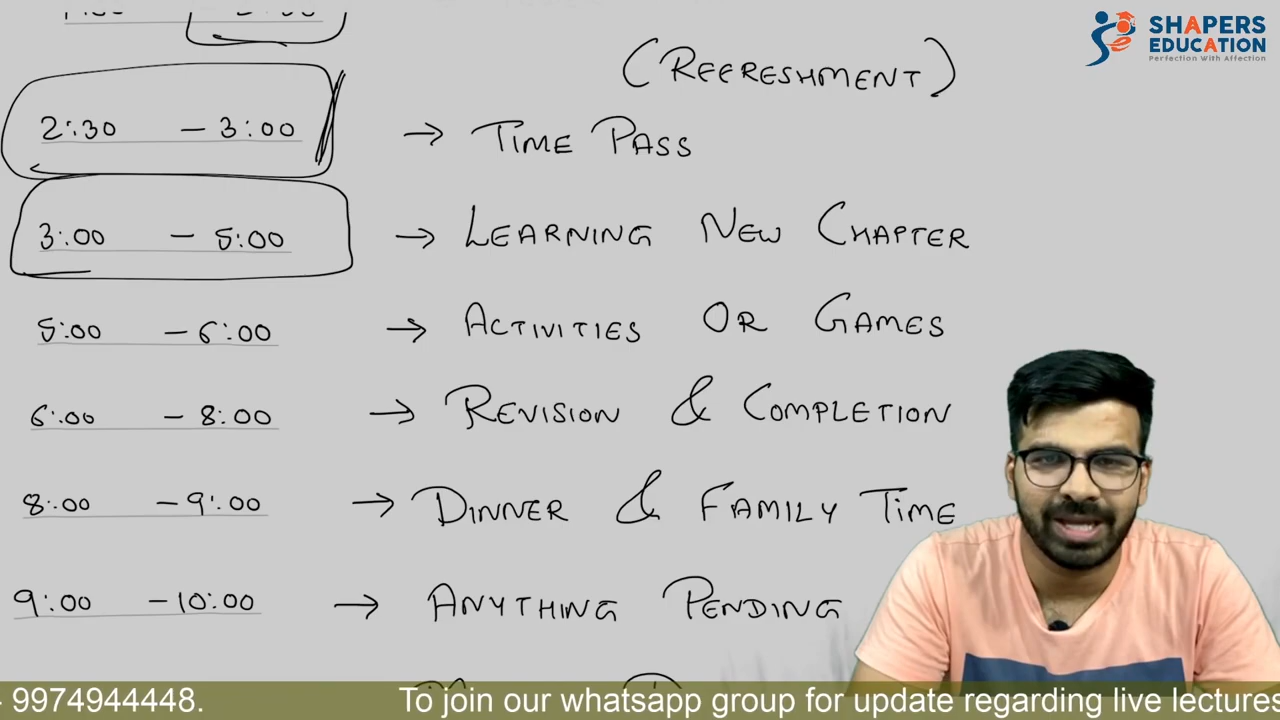 SHAPERS
EDUCATION
Perfection With Affection
(REFRESHMENT)
2:30 - 3:00 → TIME PASS
3:00 - 5:00 → LEARNING NEW CHAPTER
5:00 - 6:00 → ACTIVITIES OR GAMES
6:00 - 8:00 → REVISION & COMPLETION
8:00 - 9:00 → DINNER & FAMILY TIME
9:00 - 10:00 → ANYTHING PENDING
9974944448. To join our whatsapp group for update regarding live lectures